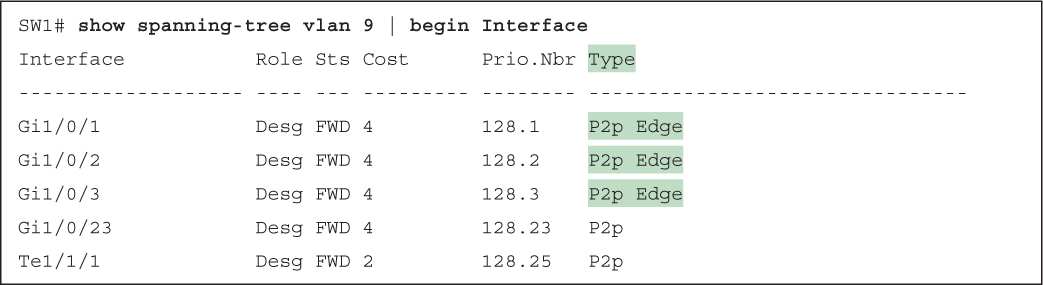 SW1# show spanning-tree vlan 9 | begin Interface
Interface Role Sts Cost Prio.Nbr Type
------------------- ---- --- --------- -------- --------------------------------
Gi1/0/1 Desg FWD 4 128.1 P2p Edge
Gi1/0/2 Desg FWD 4 128.2 P2p Edge
Gi1/0/3 Desg FWD 4 128.3 P2p Edge
Gi1/0/23 Desg FWD 4 128.23 P2p
Te1/1/1 Desg FWD 2 128.25 P2p